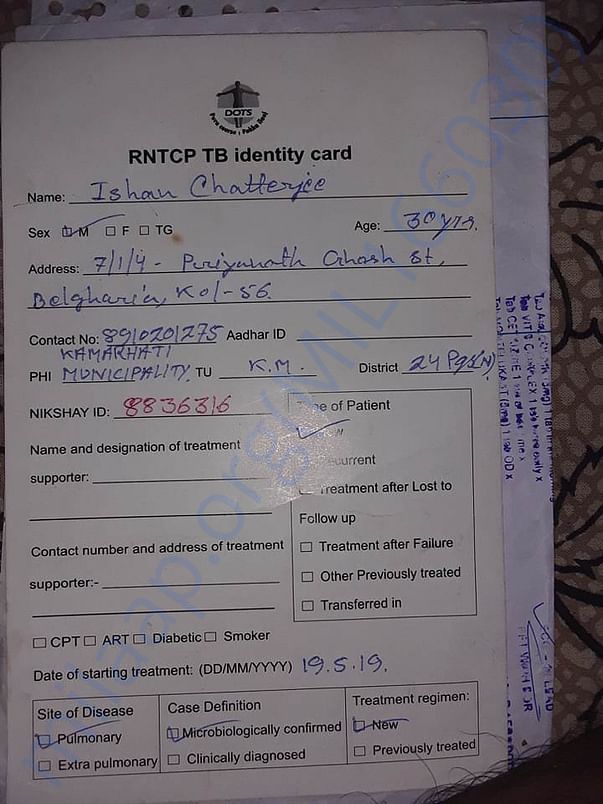 DOTS
Pura course : Pakka Ilaaj
RNTCP TB identity card
Name: Ishan Chatterjee
Sex ☑ M ☐ F ☐ TG Age: 30 yrs.
Address: 7/1/4 - Puriyanath Ghosh st,
Belgharia, Kol-56.
Contact No: 8910201275 Aadhar ID
PHI KAMARHATI MUNICIPALITY. TU K.M. District 24 Pgs(N)
NIKSHAY ID: 8836316
Name and designation of treatment
supporter:
Contact number and address of treatment
supporter:-
of Patient
Treatment after Lost to
Follow up
☐ Treatment after Failure
☐ Other Previously treated
☐ Transferred in
☐ CPT ☐ ART ☐ Diabetic ☐ Smoker
Date of starting treatment: (DD/MM/YYYY) 19.5.19.
Site of Disease
☑ Pulmonary
☐ Extra pulmonary
Case Definition
☑ Microbiologically confirmed
☐ Clinically diagnosed
Treatment regimen:
☑ New
☐ Previously treated